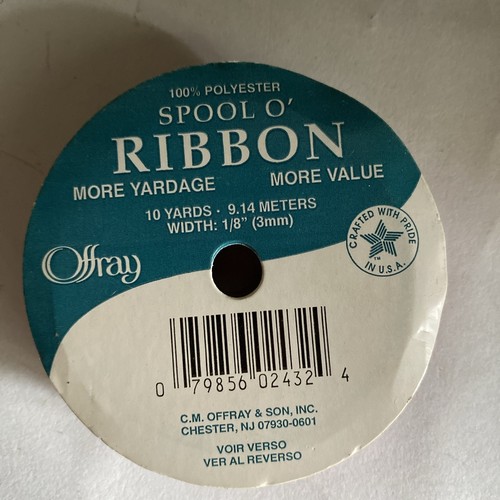 100% POLYESTER
SPOOL O'
RIBBON
MORE YARDAGE MORE VALUE
10 YARDS · 9.14 METERS
WIDTH: 1/8" (3mm)
Offray
CRAFTED WITH PRIDE
IN U.S.A.
TM
0 79856 02432 4
C.M. OFFRAY & SON, INC.
CHESTER, NJ 07930-0601
VOIR VERSO
VER AL REVERSO